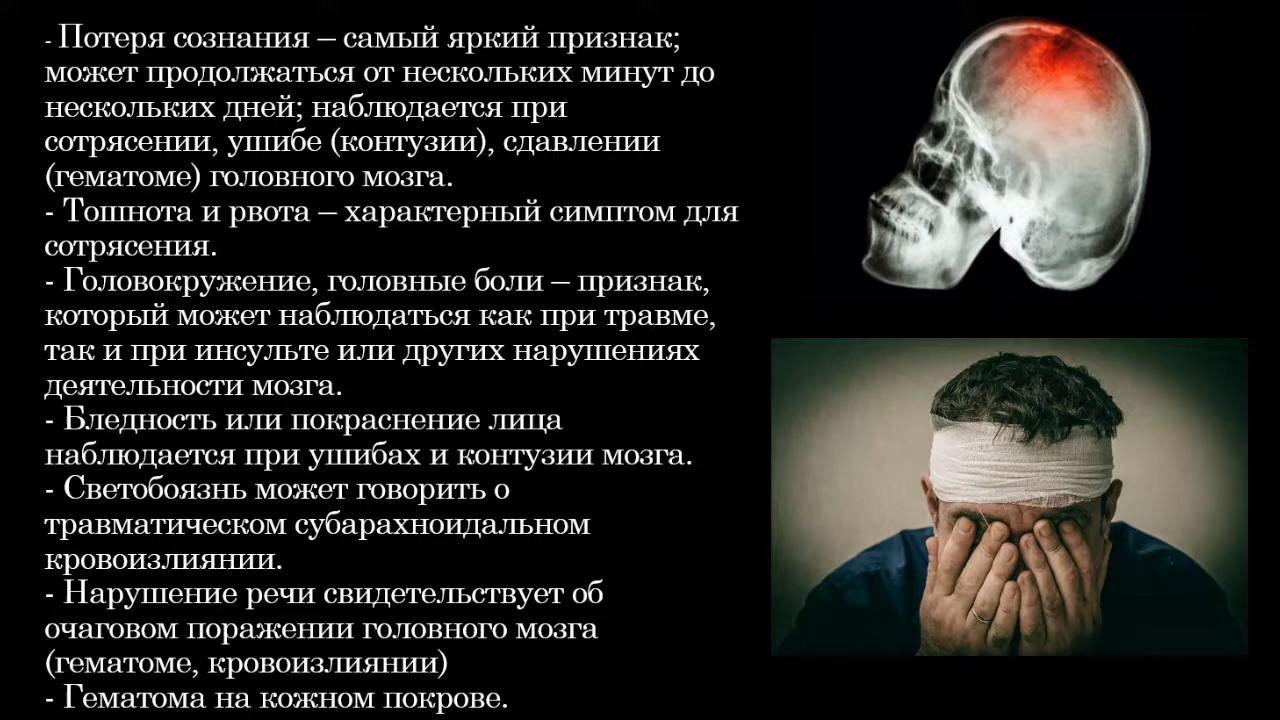 - Потеря сознания – самый яркий признак;
может продолжаться от нескольких минут до
нескольких дней; наблюдается при
сотрясении, ушибе (контузии), сдавлении
(гематоме) головного мозга.
- Тошнота и рвота – характерный симптом для
сотрясения.
- Головокружение, головные боли – признак,
который может наблюдаться как при травме,
так и при инсульте или других нарушениях
деятельности мозга.
- Бледность или покраснение лица
наблюдается при ушибах и контузии мозга.
- Светобоязнь может говорить о
травматическом субарахноидальном
кровоизлиянии.
- Нарушение речи свидетельствует об
очаговом поражении головного мозга
(гематоме, кровоизлиянии)
- Гематома на кожном покрове.